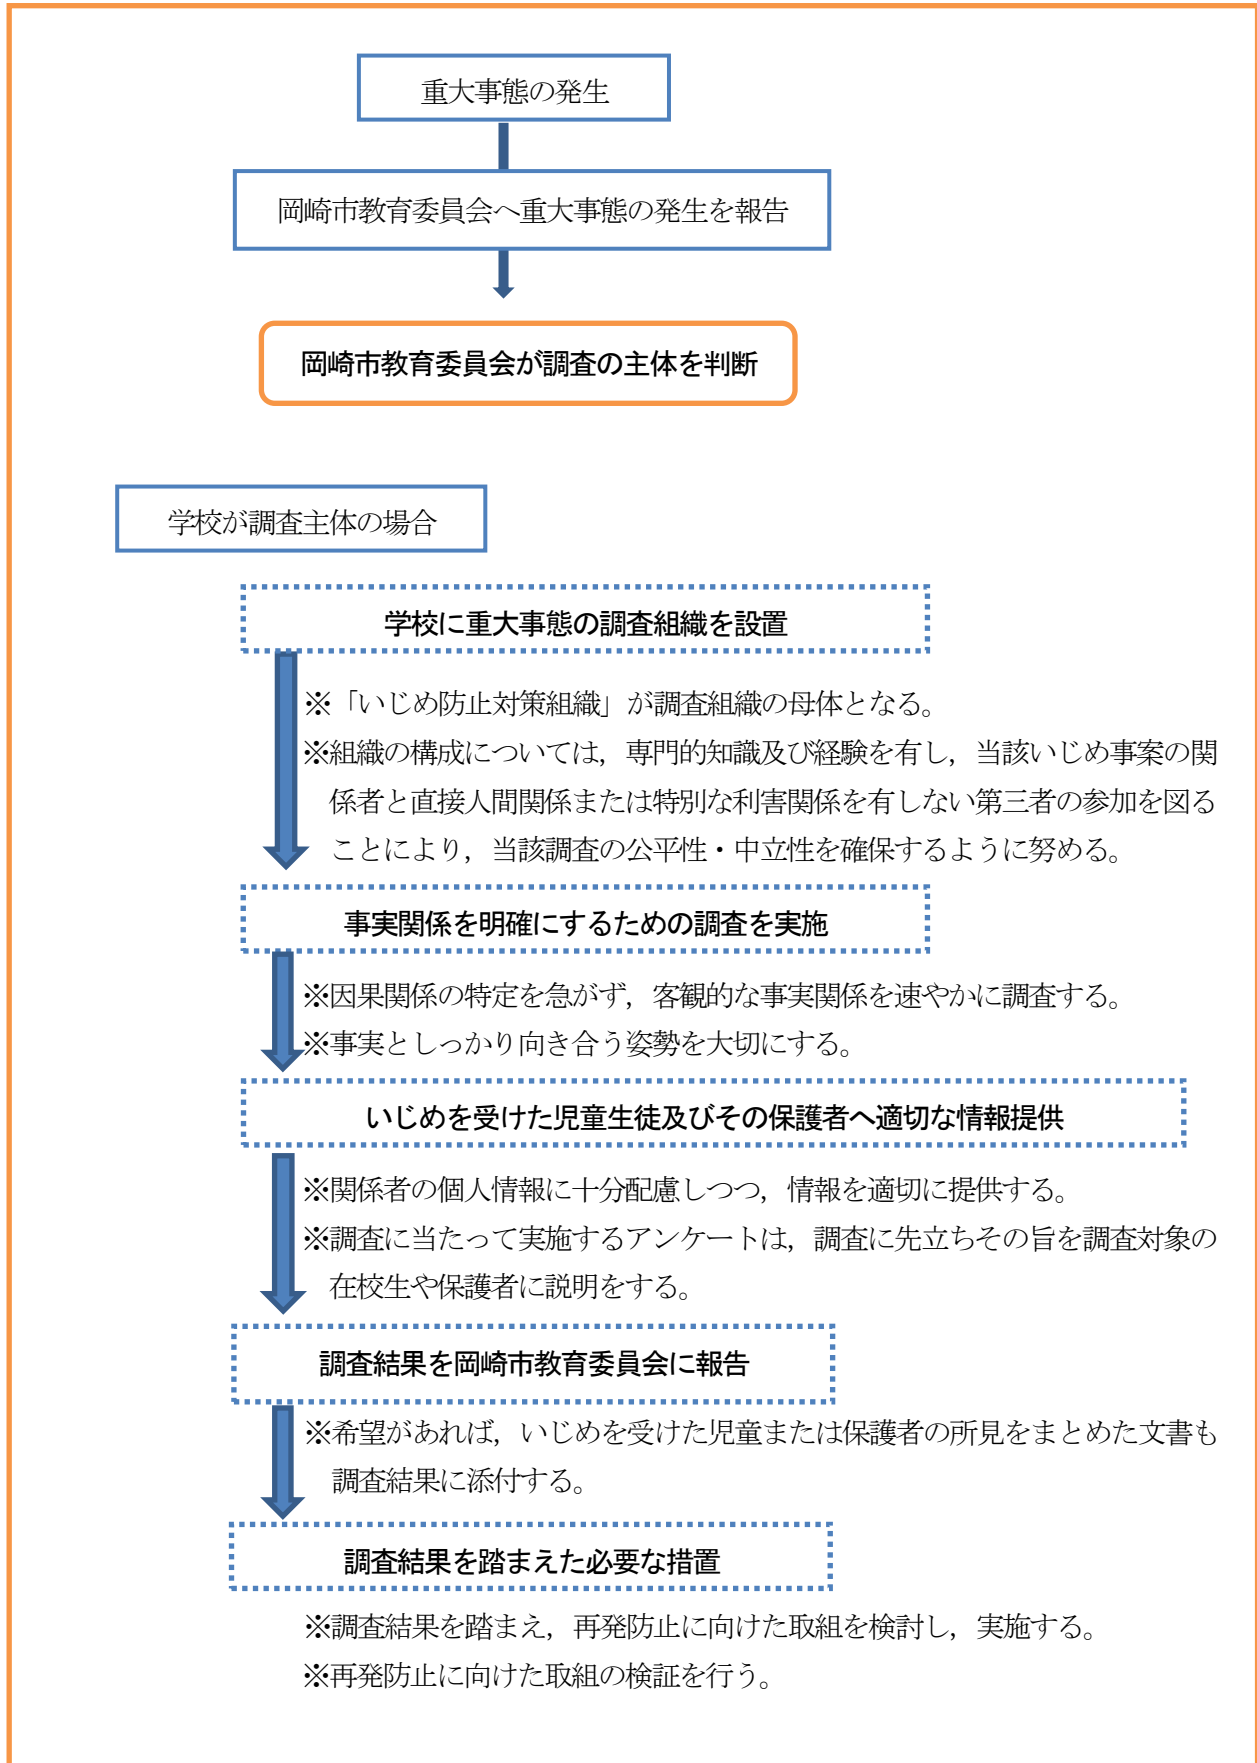 重大事態の発生
岡崎市教育委員会へ重大事態の発生を報告
岡崎市教育委員会が調査の主体を判断
学校が調査主体の場合
学校に重大事態の調査組織を設置
※「いじめ防止対策組織」が調査組織の母体となる。
※組織の構成については，専門的知識及び経験を有し，当該いじめ事案の関
係者と直接人間関係または特別な利害関係を有しない第三者の参加を図る
ことにより，当該調査の公平性・中立性を確保するように努める。
事実関係を明確にするための調査を実施
※因果関係の特定を急がず，客観的な事実関係を速やかに調査する。
※事実としっかり向き合う姿勢を大切にする。
いじめを受けた児童生徒及びその保護者へ適切な情報提供
※関係者の個人情報に十分配慮しつつ，情報を適切に提供する。
※調査に当たって実施するアンケートは，調査に先立ちその旨を調査対象の
在校生や保護者に説明をする。
調査結果を岡崎市教育委員会に報告
※希望があれば，いじめを受けた児童または保護者の所見をまとめた文書も
調査結果に添付する。
調査結果を踏まえた必要な措置
※調査結果を踏まえ，再発防止に向けた取組を検討し，実施する。
※再発防止に向けた取組の検証を行う。